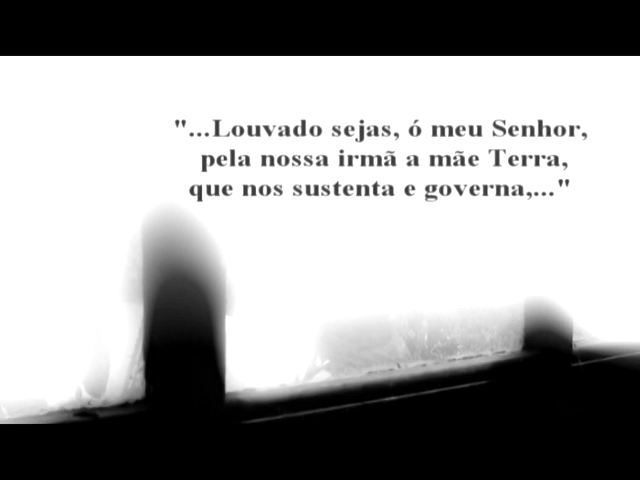 "...Louvado sejas, ó meu Senhor,
pela nossa irmã a mãe Terra,
que nos sustenta e governa,..."